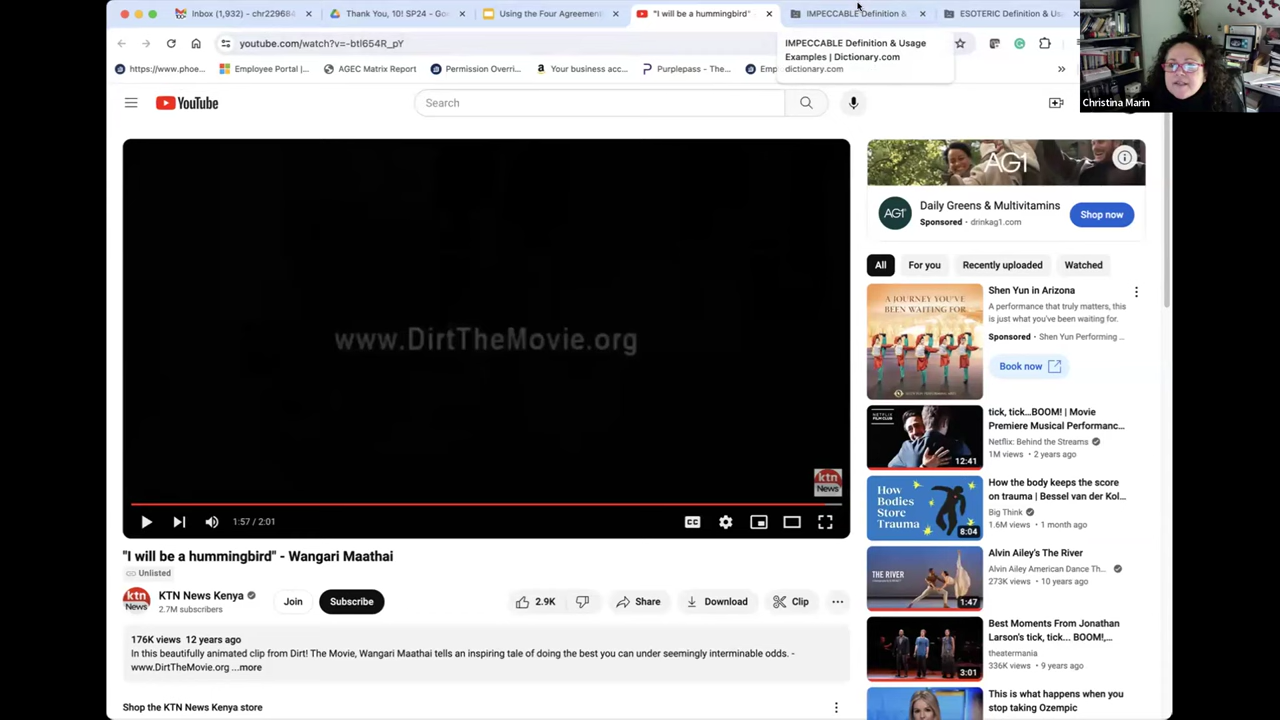 Inbox (1,932) - chr229684
Thank You, 10! SP24 - Go
Using the Four Agreement
"I will be a hummingbird"
IMPECCABLE Definition &
ESOTERIC Definition & Us
youtube.com/watch?v=-btl654R_pY
IMPECCABLE Definition & Usage
Examples | Dictionary.com
dictionary.com
https://www.phoe...
Employee Portal |...
AGEC Matrix Report
Permission Overri...
Your business acc...
Purplepass - The...
Emp
»
YouTube
Search
Christina Marin
DirtTheMovie.org
ktn
News
1:57 / 2:01
CC
AG1
AG1
Daily Greens & Multivitamins
Sponsored · drinkag1.com
Shop now
All
For you
Recently uploaded
Watched
A JOURNEY YOU'VE
BEEN WAITING FOR
Shen Yun in Arizona
A performance that truly matters, this
is just what you've been waiting for.
Sponsored · Shen Yun Performing ...
Book now
NETFLIX
FILM CLUB
12:41
tick, tick...BOOM! | Movie
Premiere Musical Performanc...
Netflix: Behind the Streams
1M views · 2 years ago
How
Bodies
Store
Trauma
8:04
How the body keeps the score
on trauma | Bessel van der Kol...
Big Think
1.6M views · 1 month ago
THE RIVER
1:47
Alvin Ailey's The River
Alvin Ailey American Dance Th...
273K views · 10 years ago
3:01
Best Moments From Jonathan
Larson's tick, tick... BOOM!,...
theatermania
336K views · 9 years ago
This is what happens when you
stop taking Ozempic
"I will be a hummingbird" - Wangari Maathai
Unlisted
ktn
News
KTN News Kenya
2.7M subscribers
Join
Subscribe
2.9K
Share
Download
Clip
176K views 12 years ago
In this beautifully animated clip from Dirt! The Movie, Wangari Maathai tells an inspiring tale of doing the best you can under seemingly interminable odds. -
www.DirtTheMovie.org ...more
Shop the KTN News Kenya store